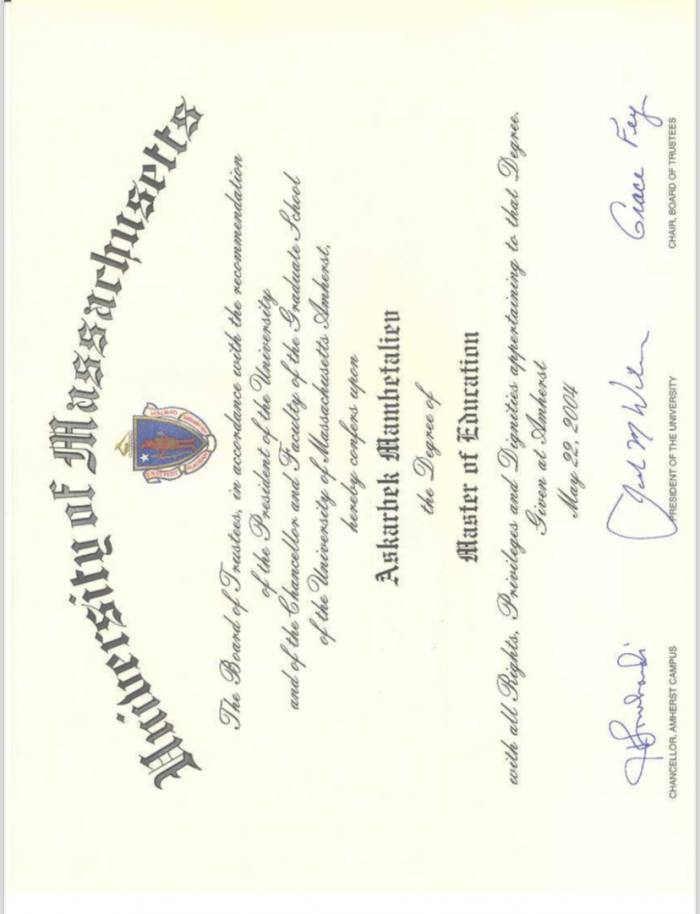 University of Massachusetts
The Board of Trustees, in accordance with the recommendation
of the President of the University
and of the Chancellor and Faculty of the Graduate School
of the University of Massachusetts Amherst,
hereby confers upon
Askarbek Mambetaliev
the Degree of
Master of Education
with all Rights, Privileges and Dignities appertaining to that Degree.
Given at Amherst
May 22, 2004
Grace Fey
CHANCELLOR, AMHERST CAMPUS
PRESIDENT OF THE UNIVERSITY
CHAIR, BOARD OF TRUSTEES